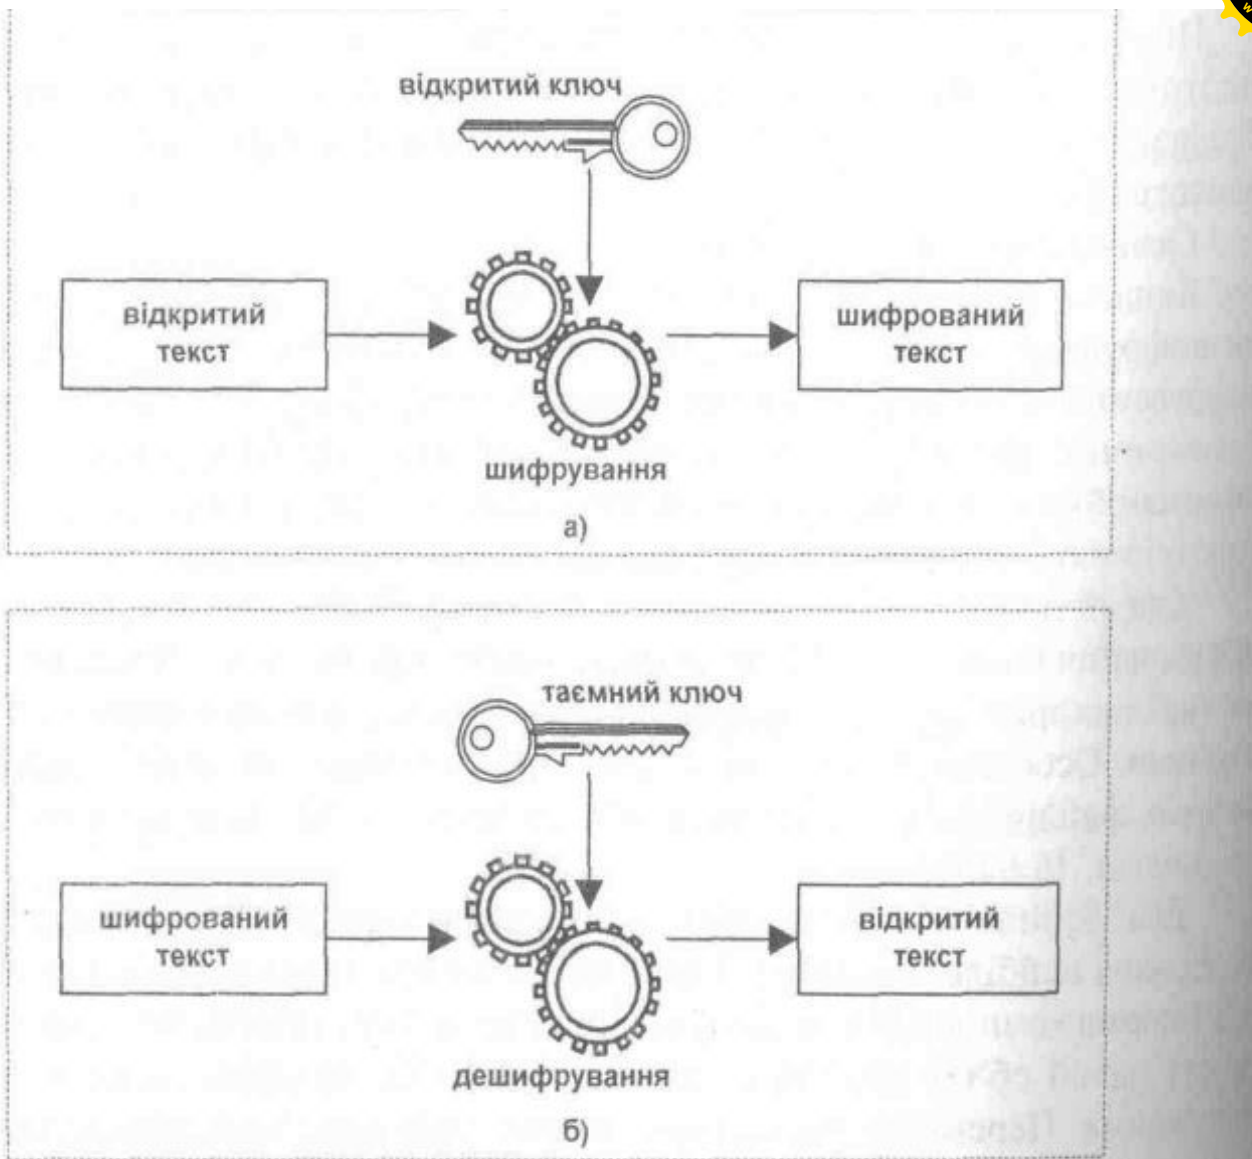 відкритий ключ
відкритий
текст
шифрований
текст
шифрування
а)
таємний ключ
шифрований
текст
відкритий
текст
дешифрування
б)